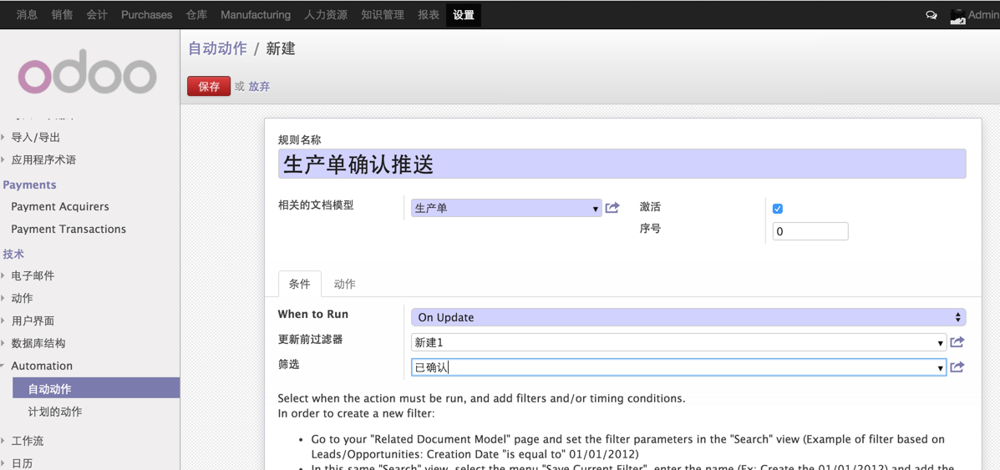 消息 销售 会计 Purchases 仓库 Manufacturing 人力资源 知识管理 报表 设置 Admin
odoo
自动动作 / 新建
保存 或 放弃
导入/导出
应用程序术语
Payments
Payment Acquirers
Payment Transactions
技术
电子邮件
动作
用户界面
数据库结构
Automation
自动动作
计划的动作
工作流
日历
规则名称
生产单确认推送
相关的文档模型 生产单 激活
序号 0
条件 动作
When to Run On Update
更新前过滤器 新建1
筛选 已确认
Select when the action must be run, and add filters and/or timing conditions.
In order to create a new filter:
• Go to your "Related Document Model" page and set the filter parameters in the "Search" view (Example of filter based on
Leads/Opportunities: Creation Date "is equal to" 01/01/2012)
• In this same "Search" view, select the menu "Save Current Filter", enter the name (Ex: Create the 01/01/2012) and add the